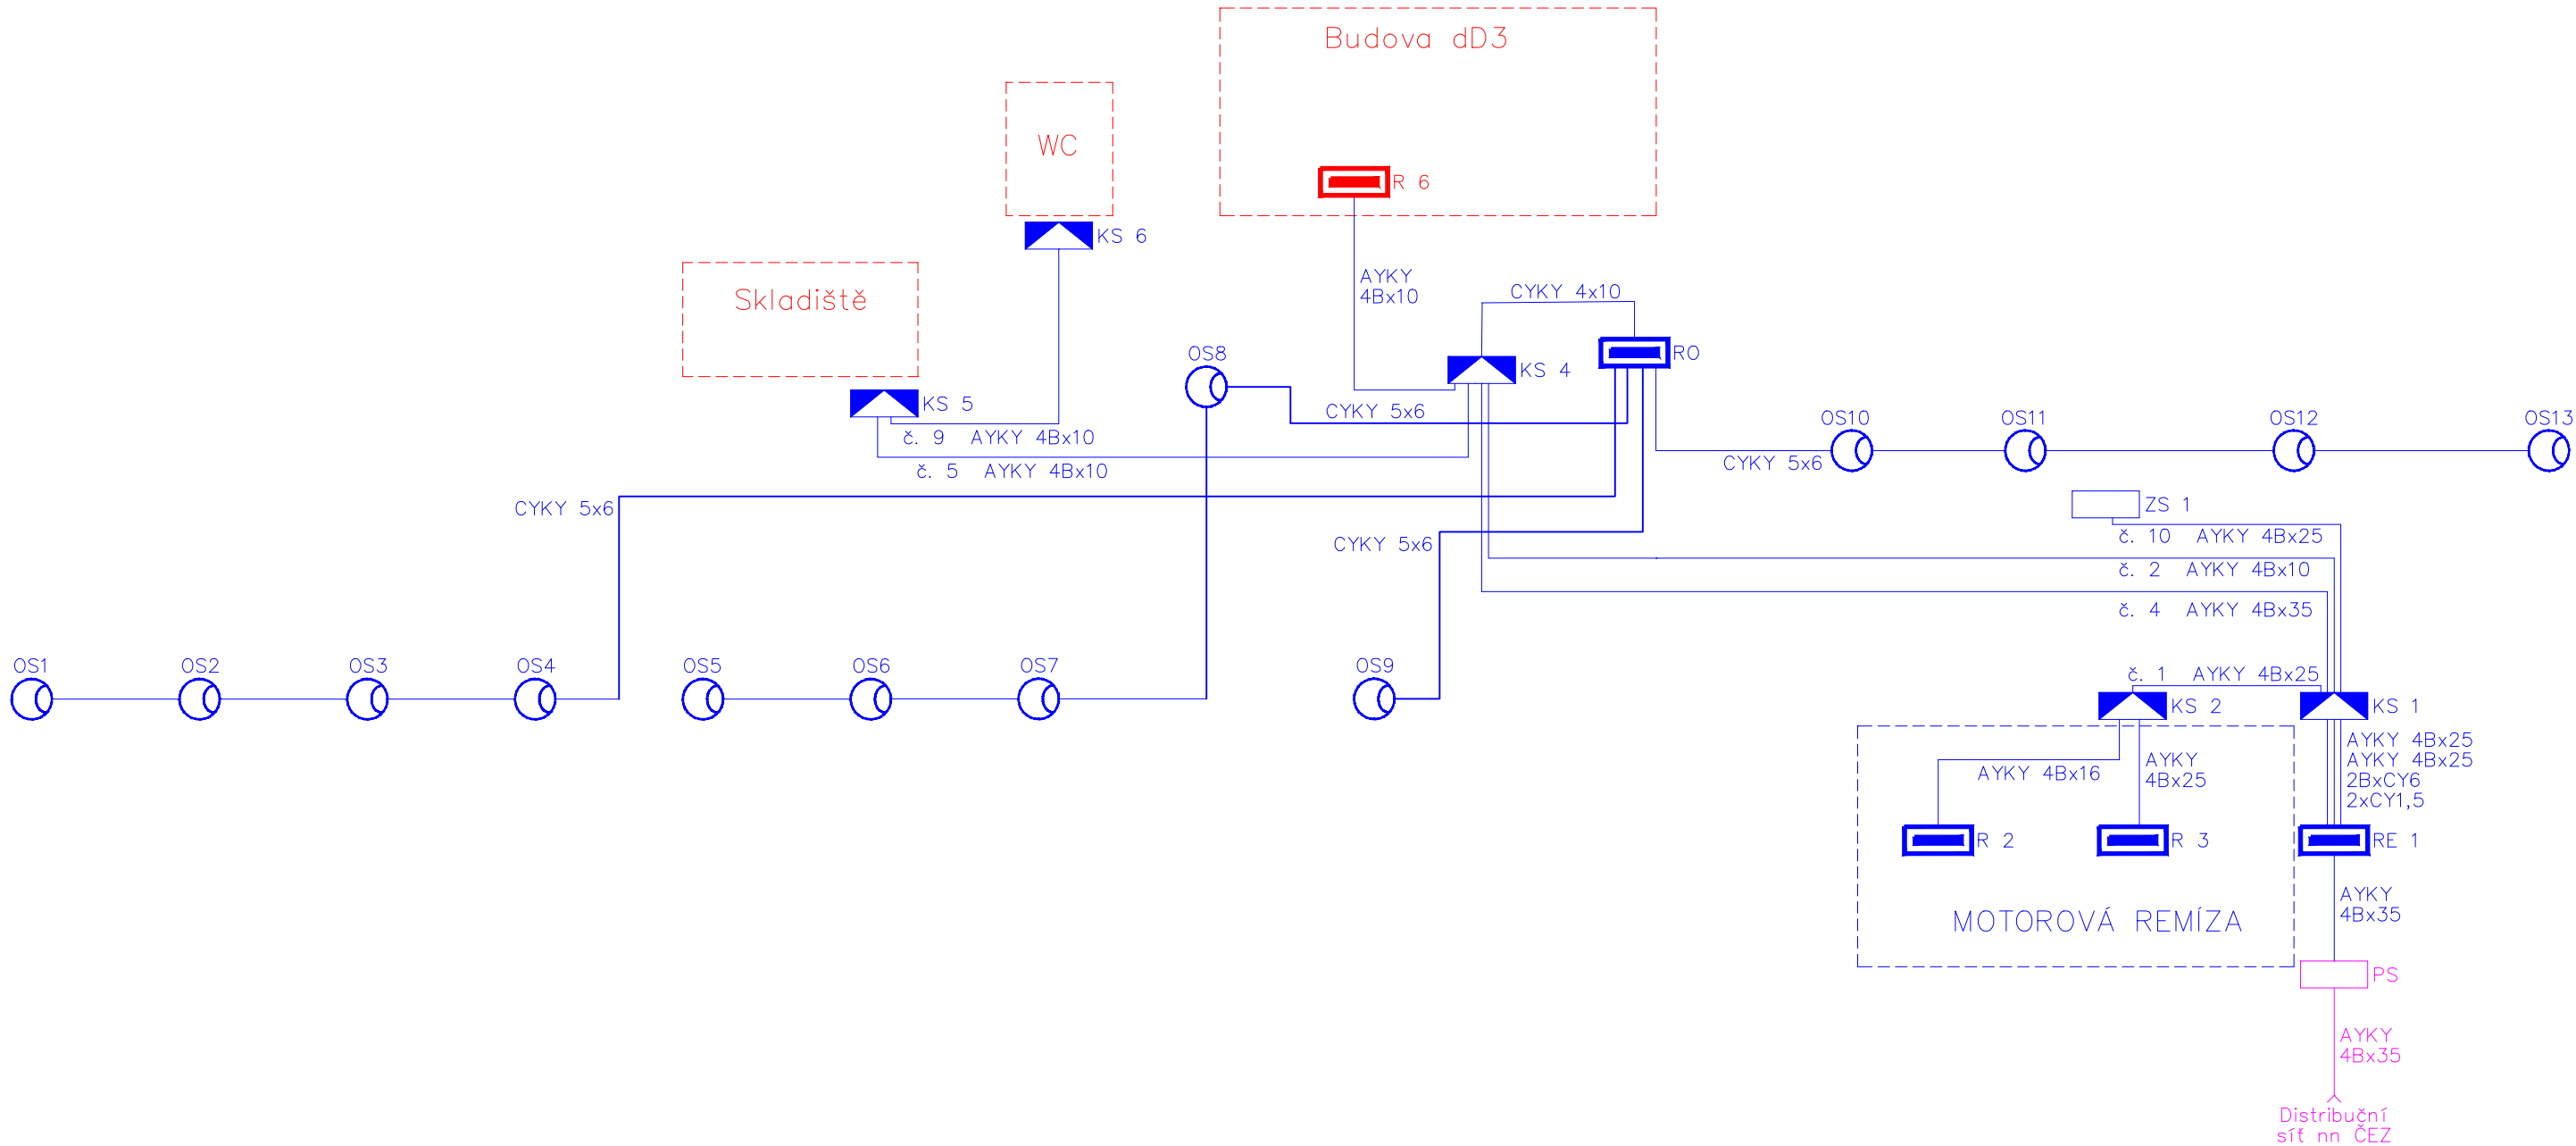 Budova dD3
WC
R 6
KS 6
AYKY
4Bx10
CYKY 4x10
Skladiště
OS8
RO
KS 4
KS 5
CYKY 5x6
č. 9 AYKY 4Bx10
č. 5 AYKY 4Bx10
OS10
OS11
OS12
OS13
CYKY 5x6
CYKY 5x6
ZS 1
č. 10 AYKY 4Bx25
CYKY 5x6
č. 2 AYKY 4Bx10
č. 4 AYKY 4Bx35
OS1
OS2
OS3
OS4
OS5
OS6
OS7
OS9
č. 1 AYKY 4Bx25
KS 2
KS 1
AYKY 4Bx25
AYKY 4Bx25
2BxCY6
2xCY1,5
AYKY 4Bx16
AYKY
4Bx25
R 2
R 3
RE 1
AYKY
4Bx35
MOTOROVÁ REMÍZA
PS
AYKY
4Bx35
Distribuční
síť nn ČEZ